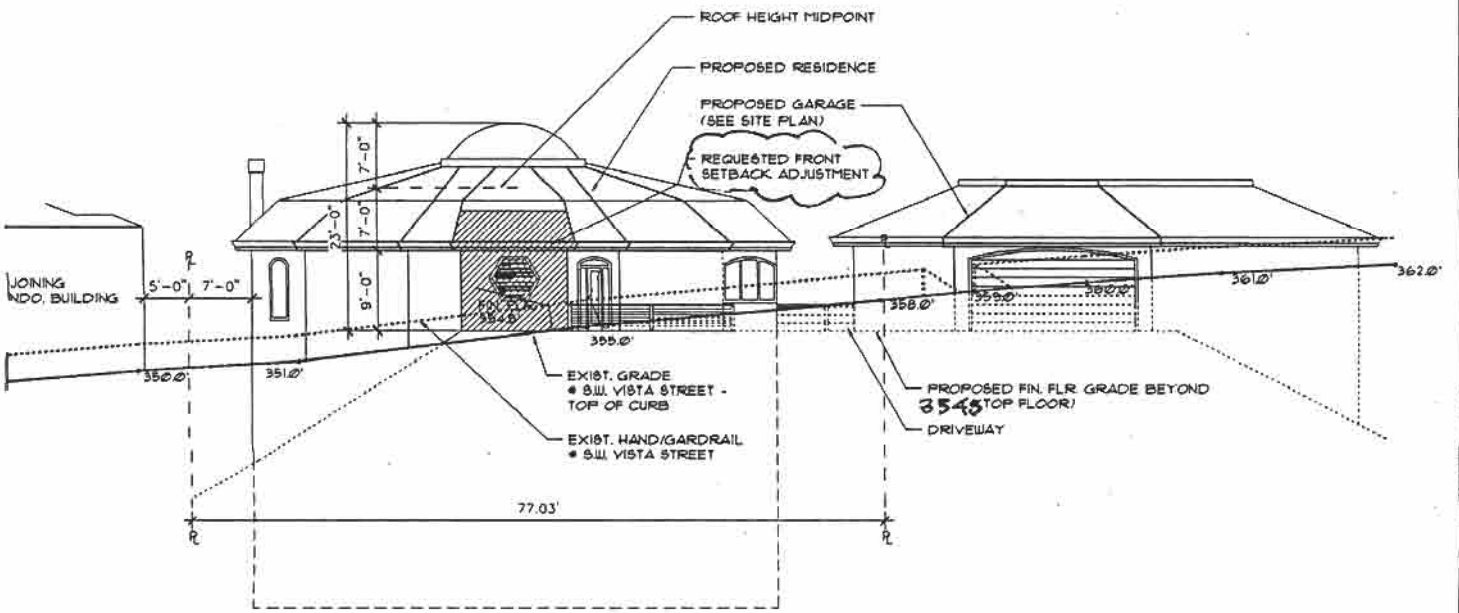 ROOF HEIGHT MIDPOINT
PROPOSED RESIDENCE
PROPOSED GARAGE
(SEE SITE PLAN)
REQUESTED FRONT
SETBACK ADJUSTMENT
7'-0"
7'-0"
23'-0"
9'-0"
JOINING
NDO, BUILDING
5'-0"
7'-0"
FIN. FLR.
350.0'
351.0'
355.0'
358.0'
359.0'
360.0'
361.0'
362.0'
EXIST. GRADE
@ S.W. VISTA STREET -
TOP OF CURB
EXIST. HAND/GARDRAIL
@ S.W. VISTA STREET
PROPOSED FIN. FLR. GRADE BEYOND
354.5 TOP FLOOR)
DRIVEWAY
77.03'